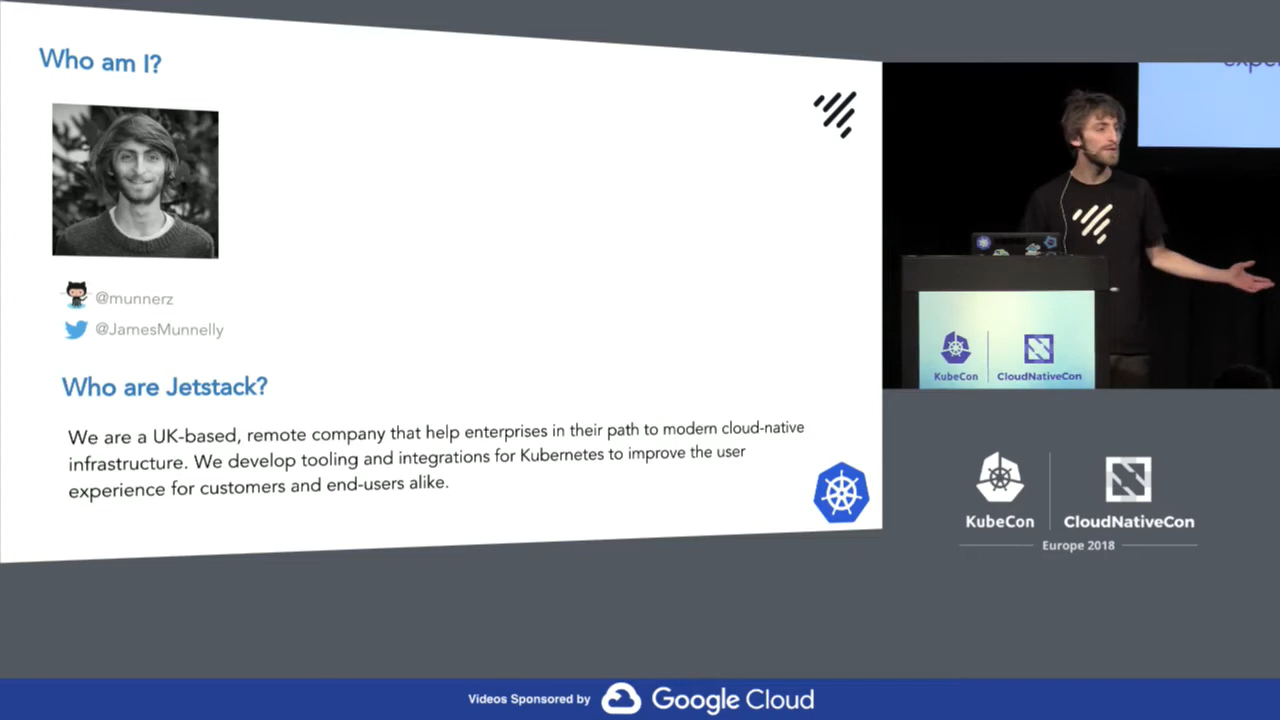 Who am I?
@munnerz
@JamesMunnelly
Who are Jetstack?
We are a UK-based, remote company that help enterprises in their path to modern cloud-native
infrastructure. We develop tooling and integrations for Kubernetes to improve the user
experience for customers and end-users alike.
KubeCon
CloudNativeCon
KubeCon
CloudNativeCon
Europe 2018
Videos Sponsored by Google Cloud